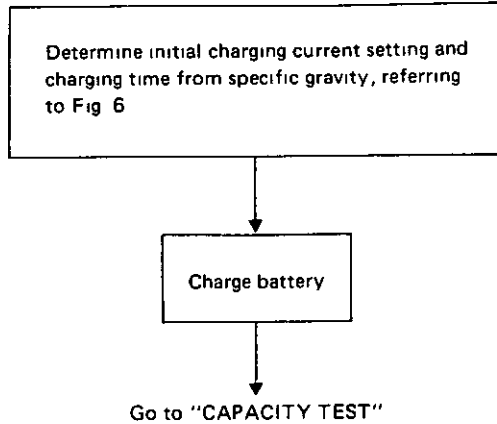 Determine initial charging current setting and
charging time from specific gravity, referring
to Fig 6
Charge battery
Go to "CAPACITY TEST"